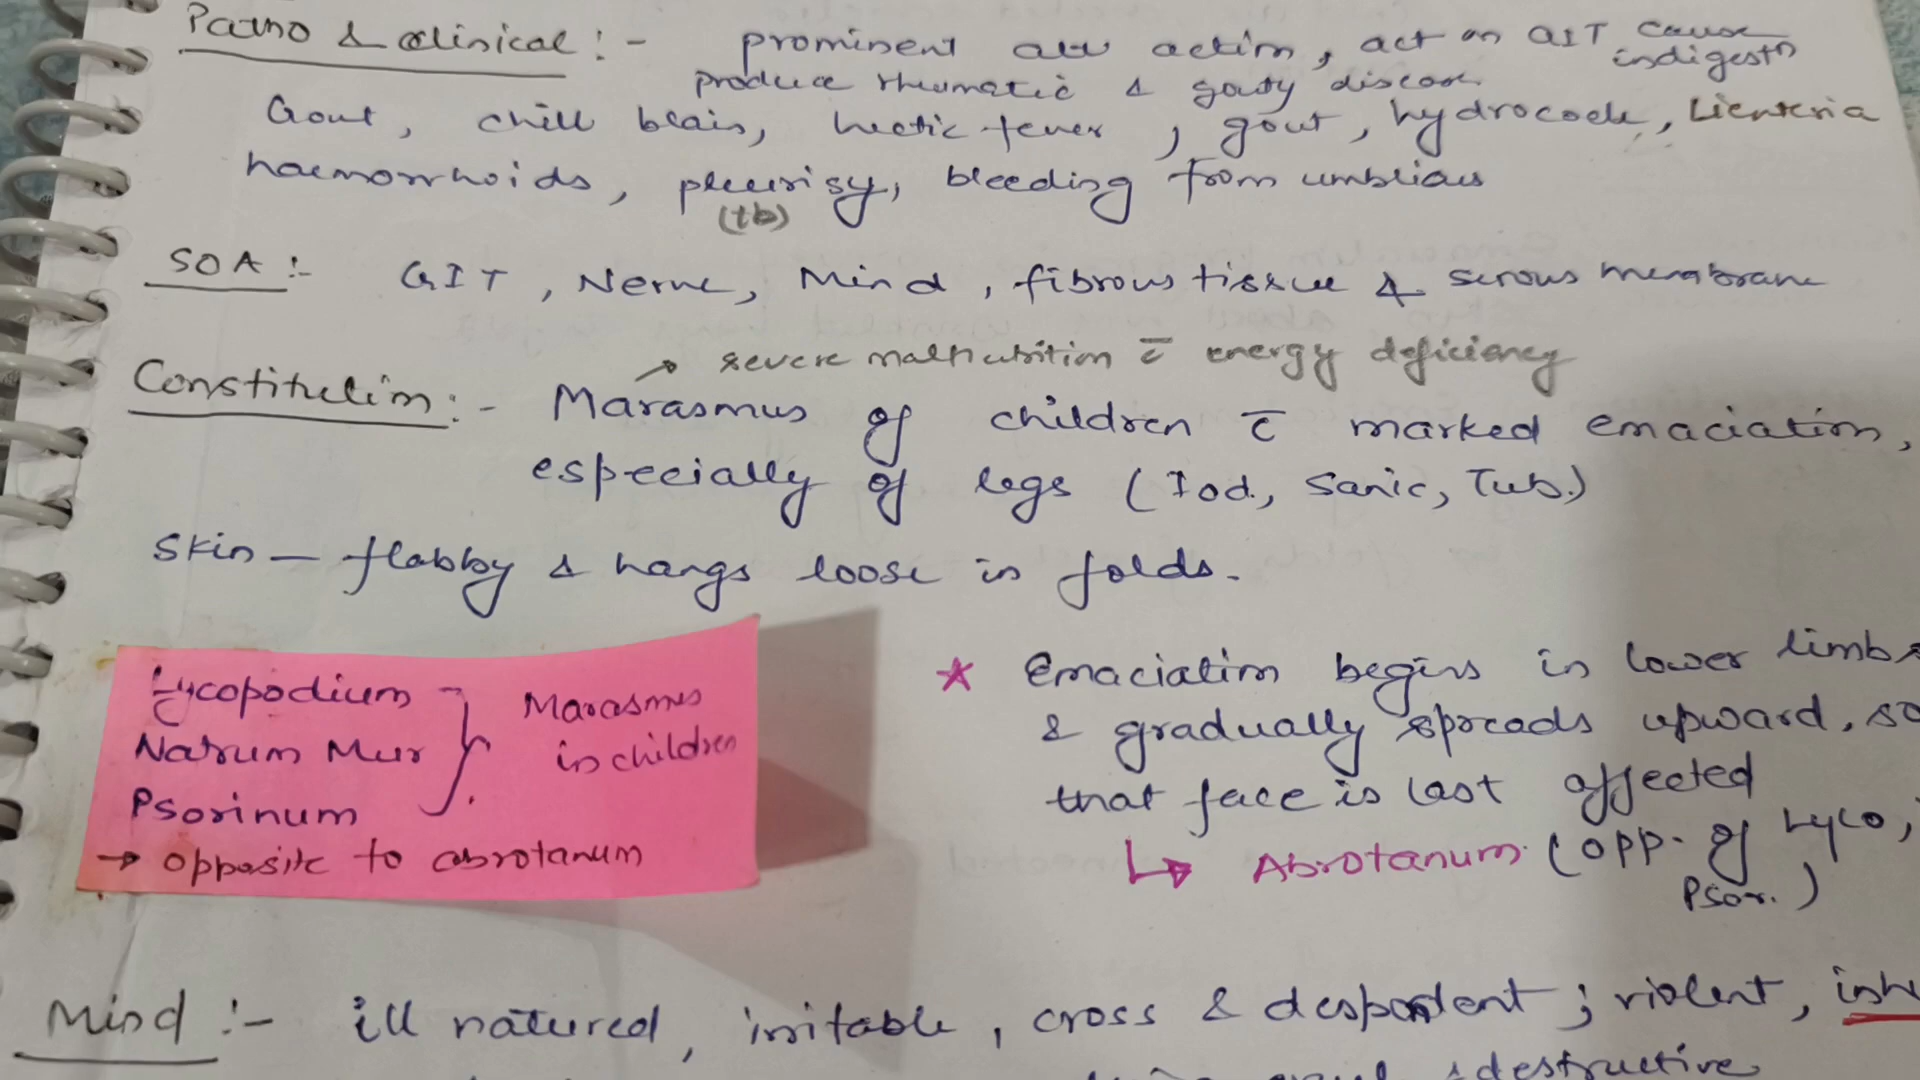 Patho & clinical :- prominent action, act on GIT cause indigestn
produce rheumatic & gouty disease
Gout, chill blain, hectic fever, gout, hydrocoele, Lienteria
haemorrhoids, pleurisy, bleeding from umblicus
(tb)
SOA :- GIT, Nerve, Mind, fibrous tissue & serous membrane
→ severe malnutrition c̄ energy deficiency
Constitution :- Marasmus of children c̄ marked emaciation,
especially of legs (Iod., Sanic, Tub.)
Skin – flabby & hangs loose in folds.
Lycopodium
Natrum Mur
Psorinum
Marasmus
in children
→ opposite to abrotanum
* Emaciation begins in lower limbs
& gradually spreads upward, so
that face is last affected
↳ Abrotanum (opp. of Lyco,
Psor.)
Mind :- ill natured, irritable, cross & despondent ; violent,
& destructive